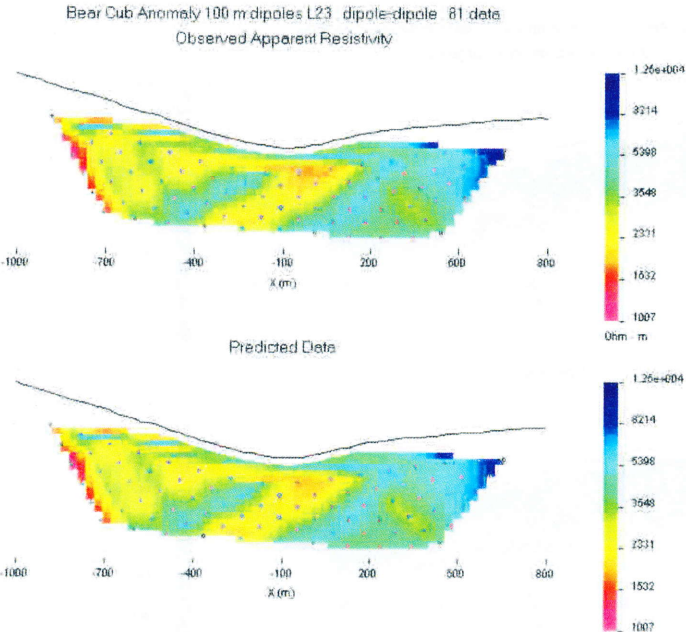 Bear Cub Anomaly 100 m dipoles L23 dipole-dipole 81 data
Observed Apparent Resistivity
1.26e+004
8214
5398
3548
2331
1532
1007
Ohm - m
-1000 -700 -400 -100 200 500 800
X (m)
Predicted Data
1.26e+004
8214
5398
3548
2331
1532
1007
-1000 -700 -400 -100 200 500 800
X (m)